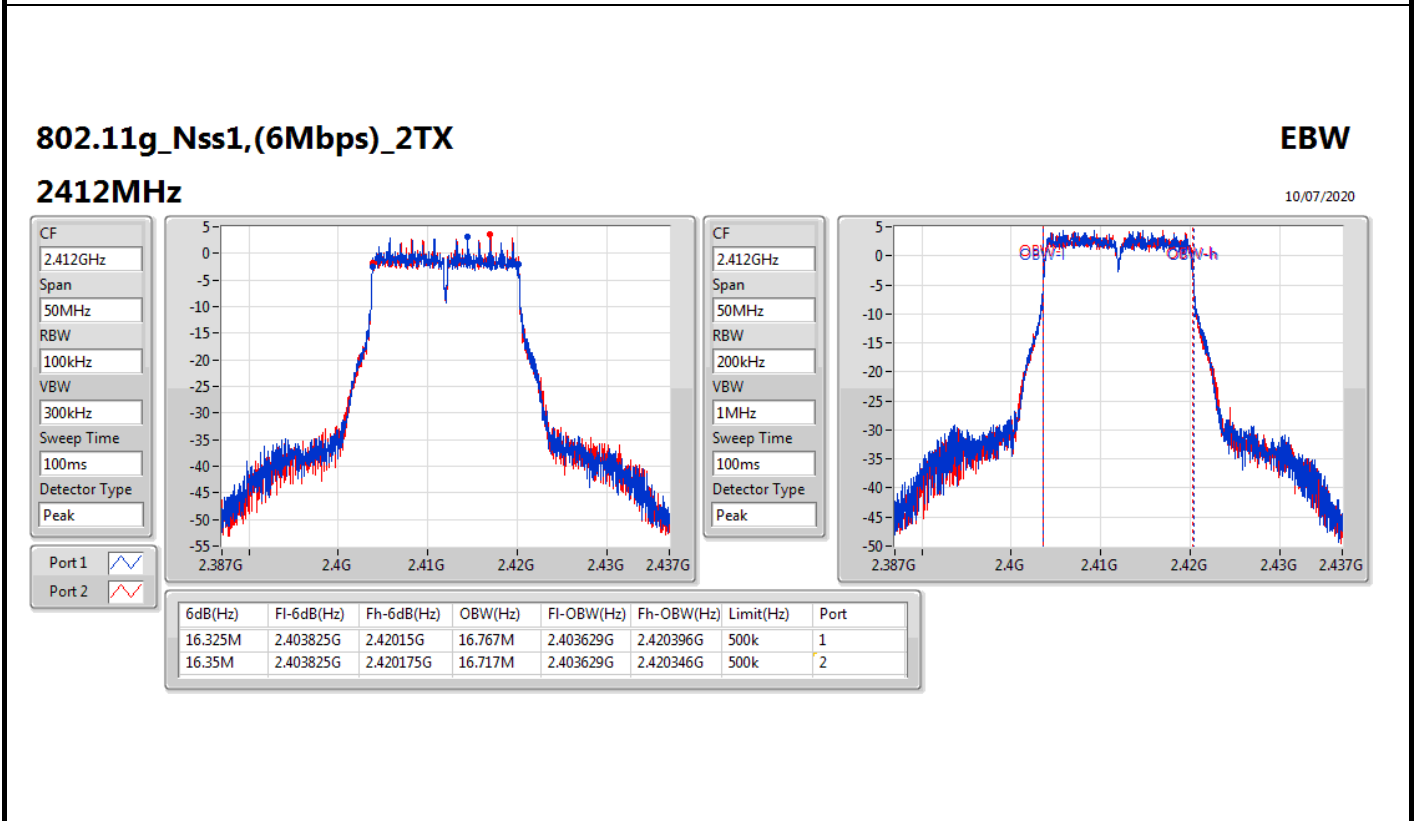 802.11g_Nss1,(6Mbps)_2TX EBW
2412MHz 10/07/2020
CF
2.412GHz
Span
50MHz
RBW
100kHz
VBW
300kHz
Sweep Time
100ms
Detector Type
Peak
Port 1
Port 2
5
0
-5
-10
-15
-20
-25
-30
-35
-40
-45
-50
-55
2.387G 2.4G 2.41G 2.42G 2.43G 2.437G
CF
2.412GHz
Span
50MHz
RBW
200kHz
VBW
1MHz
Sweep Time
100ms
Detector Type
Peak
5
0
-5
-10
-15
-20
-25
-30
-35
-40
-45
-50
OBW-l OBW-h
2.387G 2.4G 2.41G 2.42G 2.43G 2.437G
6dB(Hz) Fl-6dB(Hz) Fh-6dB(Hz) OBW(Hz) Fl-OBW(Hz) Fh-OBW(Hz) Limit(Hz) Port
16.325M 2.403825G 2.42015G 16.767M 2.403629G 2.420396G 500k 1
16.35M 2.403825G 2.420175G 16.717M 2.403629G 2.420346G 500k 2